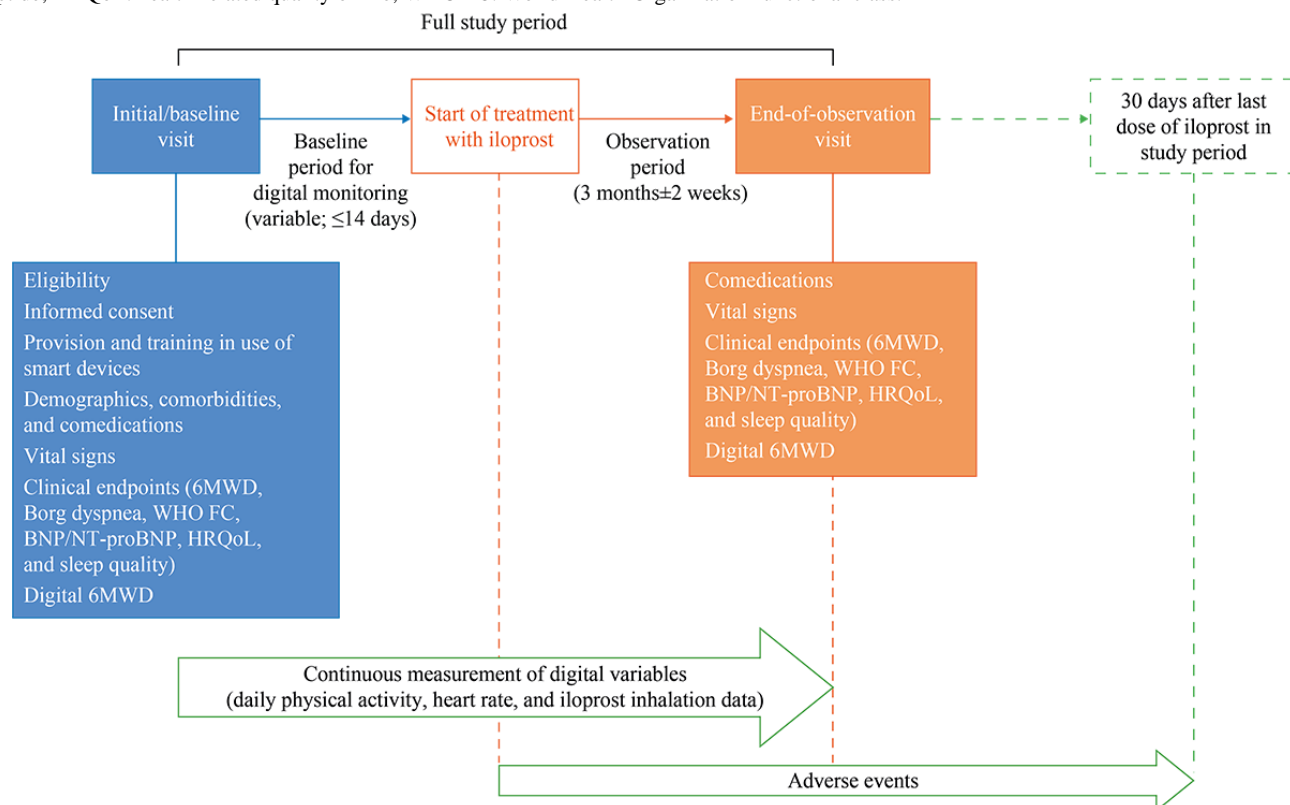 Full study period
Initial/baseline
visit
Baseline
period for
digital monitoring
(variable; ≤14 days)
Start of treatment
with iloprost
Observation
period
(3 months±2 weeks)
End-of-observation
visit
30 days after last
dose of iloprost in
study period
Eligibility
Informed consent
Provision and training in use of
smart devices
Demographics, comorbidities,
and comedications
Vital signs
Clinical endpoints (6MWD,
Borg dyspnea, WHO FC,
BNP/NT-proBNP, HRQoL,
and sleep quality)
Digital 6MWD
Comedications
Vital signs
Clinical endpoints (6MWD,
Borg dyspnea, WHO FC,
BNP/NT-proBNP, HRQoL,
and sleep quality)
Digital 6MWD
Continuous measurement of digital variables
(daily physical activity, heart rate, and iloprost inhalation data)
Adverse events